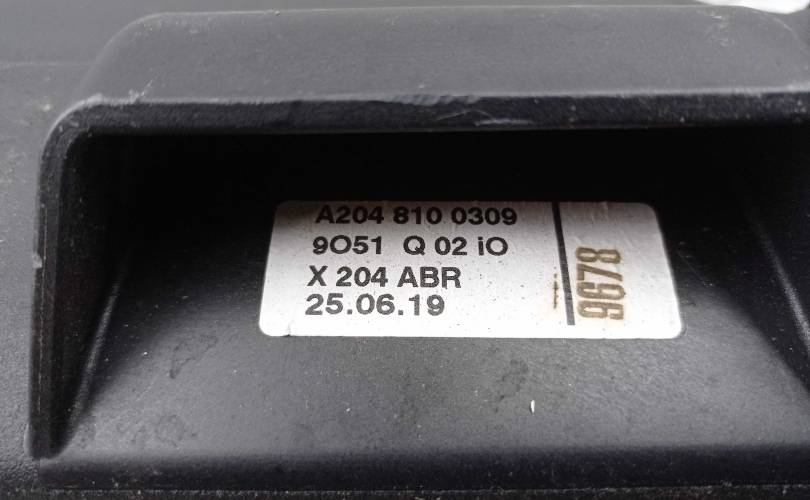 A204 810 0309
9O51 Q 02 iO
X 204 ABR
25.06.19
9678